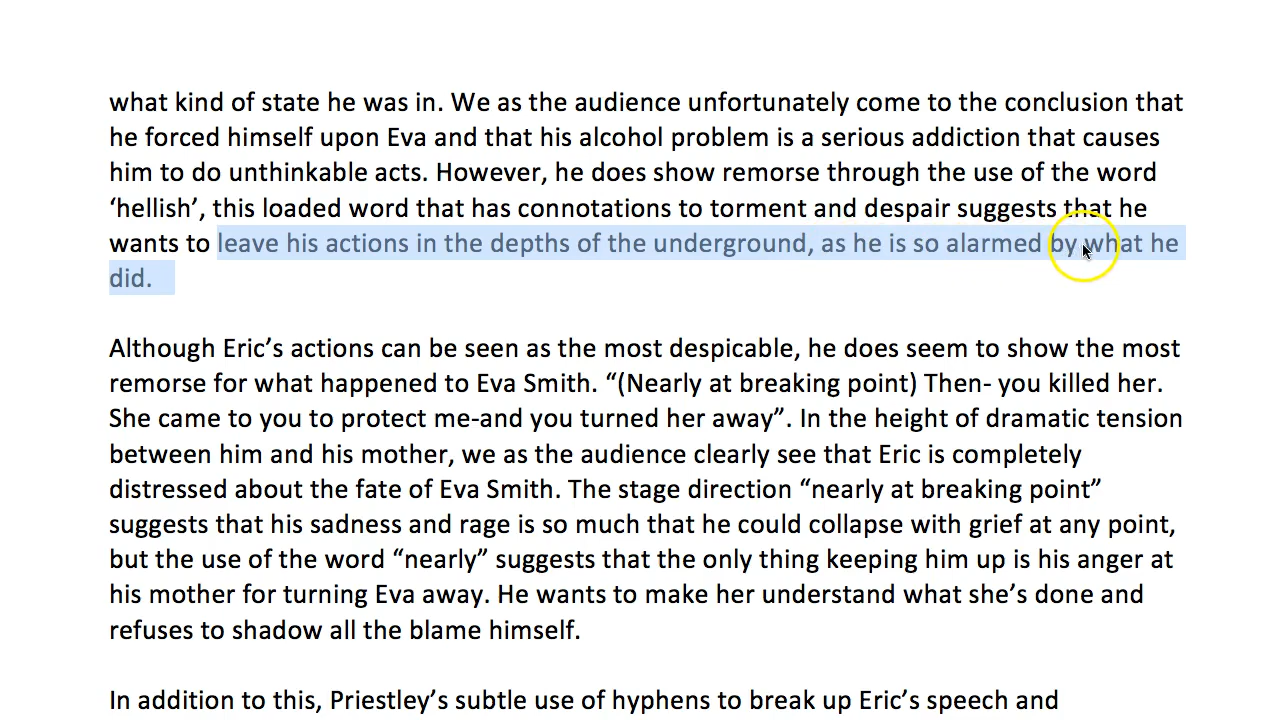 what kind of state he was in. We as the audience unfortunately come to the conclusion that
he forced himself upon Eva and that his alcohol problem is a serious addiction that causes
him to do unthinkable acts. However, he does show remorse through the use of the word
‘hellish’, this loaded word that has connotations to torment and despair suggests that he
wants to leave his actions in the depths of the underground, as he is so alarmed by what he
did.
Although Eric’s actions can be seen as the most despicable, he does seem to show the most
remorse for what happened to Eva Smith. “(Nearly at breaking point) Then- you killed her.
She came to you to protect me-and you turned her away”. In the height of dramatic tension
between him and his mother, we as the audience clearly see that Eric is completely
distressed about the fate of Eva Smith. The stage direction “nearly at breaking point”
suggests that his sadness and rage is so much that he could collapse with grief at any point,
but the use of the word “nearly” suggests that the only thing keeping him up is his anger at
his mother for turning Eva away. He wants to make her understand what she’s done and
refuses to shadow all the blame himself.
In addition to this, Priestley’s subtle use of hyphens to break up Eric’s speech and